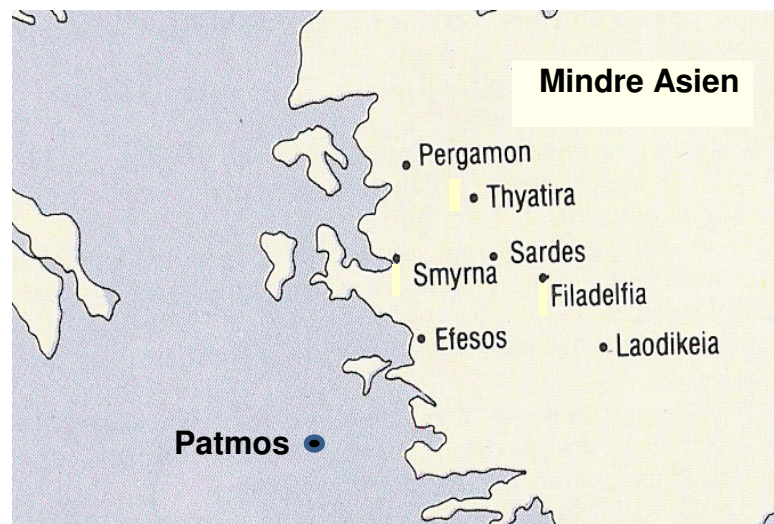 Mindre Asien
Pergamon
Thyatira
Sardes
Smyrna
Filadelfia
Efesos
Laodikeia
Patmos